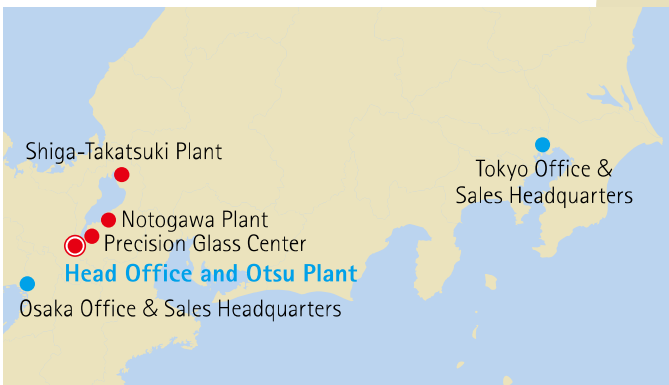 Shiga-Takatsuki Plant
Tokyo Office &
Sales Headquarters
Notogawa Plant
Precision Glass Center
Head Office and Otsu Plant
Osaka Office & Sales Headquarters